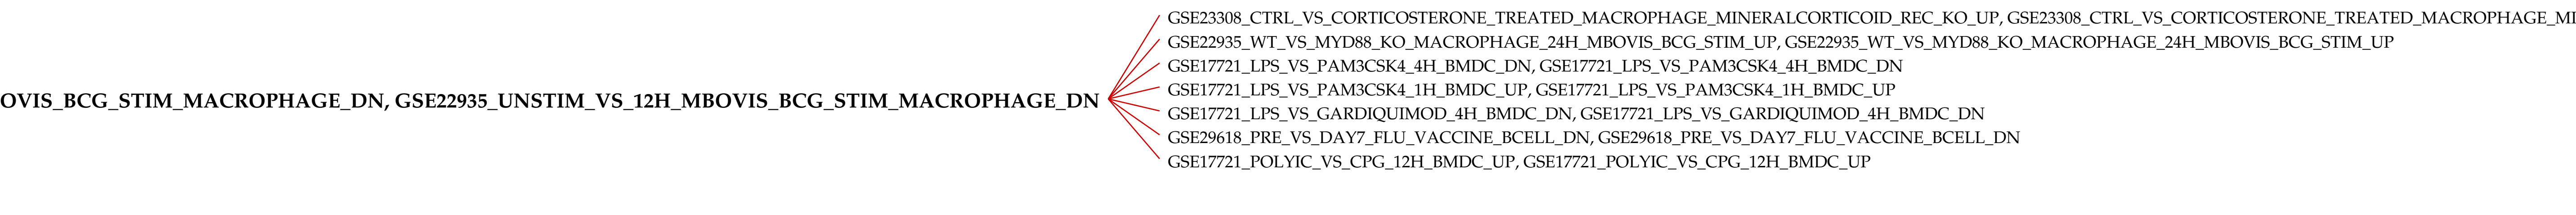 GSE23308_CTRL_VS_CORTICOSTERONE_TREATED_MACROPHAGE_MINERALCORTICOID_REC_KO_UP, GSE23308_CTRL_VS_CORTICOSTERONE_TREATED_MACROPHAGE_MI
GSE22935_WT_VS_MYD88_KO_MACROPHAGE_24H_MBOVIS_BCG_STIM_UP, GSE22935_WT_VS_MYD88_KO_MACROPHAGE_24H_MBOVIS_BCG_STIM_UP
GSE17721_LPS_VS_PAM3CSK4_4H_BMDC_DN, GSE17721_LPS_VS_PAM3CSK4_4H_BMDC_DN
GSE17721_LPS_VS_PAM3CSK4_1H_BMDC_UP, GSE17721_LPS_VS_PAM3CSK4_1H_BMDC_UP
OVIS_BCG_STIM_MACROPHAGE_DN, GSE22935_UNSTIM_VS_12H_MBOVIS_BCG_STIM_MACROPHAGE_DN
GSE17721_LPS_VS_GARDIQUIMOD_4H_BMDC_DN, GSE17721_LPS_VS_GARDIQUIMOD_4H_BMDC_DN
GSE29618_PRE_VS_DAY7_FLU_VACCINE_BCELL_DN, GSE29618_PRE_VS_DAY7_FLU_VACCINE_BCELL_DN
GSE17721_POLYIC_VS_CPG_12H_BMDC_UP, GSE17721_POLYIC_VS_CPG_12H_BMDC_UP